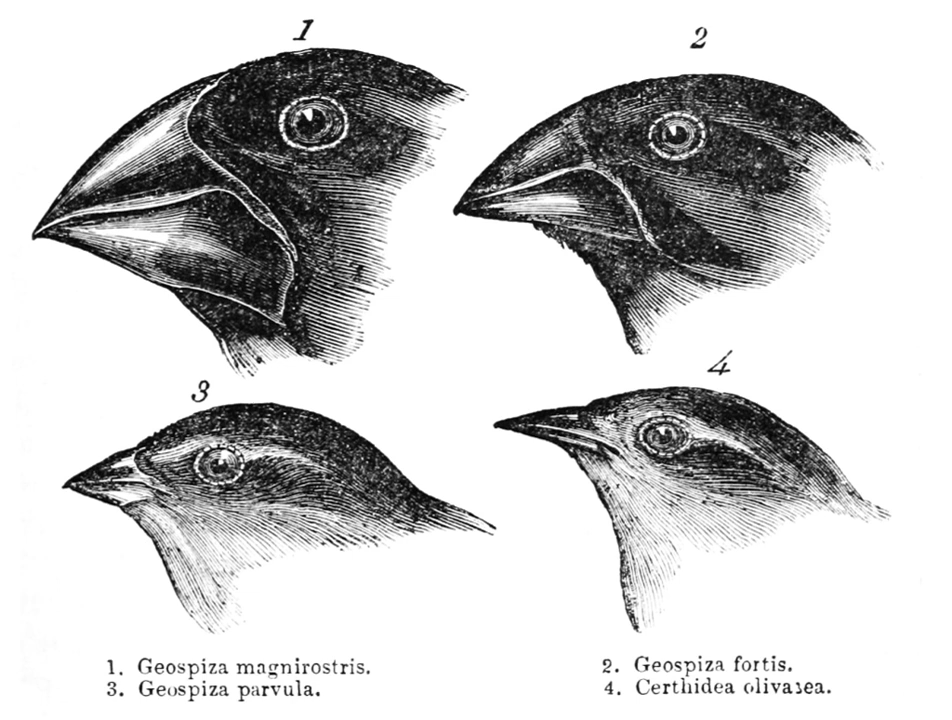 1
2
3
4
1. Geospiza magnirostris.
2. Geospiza fortis.
3. Geospiza parvula.
4. Certhidea olivasea.